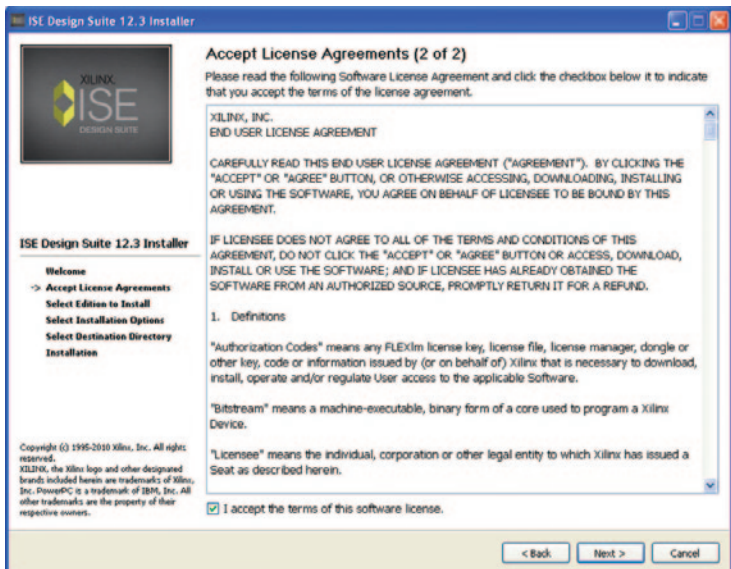 ISE Design Suite 12.3 Installer
XILINX
ISE
DESIGN SUITE
ISE Design Suite 12.3 Installer
Welcome
-> Accept License Agreements
Select Edition to Install
Select Installation Options
Select Destination Directory
Installation
Copyright (c) 1995-2010 Xilinx, Inc. All rights
reserved.
XILINX, the Xilinx logo and other designated
brands included herein are trademarks of Xilinx,
Inc. PowerPC is a trademark of IBM, Inc. All
other trademarks are the property of their
respective owners.
Accept License Agreements (2 of 2)
Please read the following Software License Agreement and click the checkbox below it to indicate
that you accept the terms of the license agreement.
XILINX, INC.
END USER LICENSE AGREEMENT
CAREFULLY READ THIS END USER LICENSE AGREEMENT ("AGREEMENT"). BY CLICKING THE
"ACCEPT" OR "AGREE" BUTTON, OR OTHERWISE ACCESSING, DOWNLOADING, INSTALLING
OR USING THE SOFTWARE, YOU AGREE ON BEHALF OF LICENSEE TO BE BOUND BY THIS
AGREEMENT.
IF LICENSEE DOES NOT AGREE TO ALL OF THE TERMS AND CONDITIONS OF THIS
AGREEMENT, DO NOT CLICK THE "ACCEPT" OR "AGREE" BUTTON OR ACCESS, DOWNLOAD,
INSTALL OR USE THE SOFTWARE; AND IF LICENSEE HAS ALREADY OBTAINED THE
SOFTWARE FROM AN AUTHORIZED SOURCE, PROMPTLY RETURN IT FOR A REFUND.
1. Definitions
"Authorization Codes" means any FLEXlm license key, license file, license manager, dongle or
other key, code or information issued by (or on behalf of) Xilinx that is necessary to download,
install, operate and/or regulate User access to the applicable Software.
"Bitstream" means a machine-executable, binary form of a core used to program a Xilinx
Device.
"Licensee" means the individual, corporation or other legal entity to which Xilinx has issued a
Seat as described herein.
I accept the terms of this software license.
< Back
Next >
Cancel